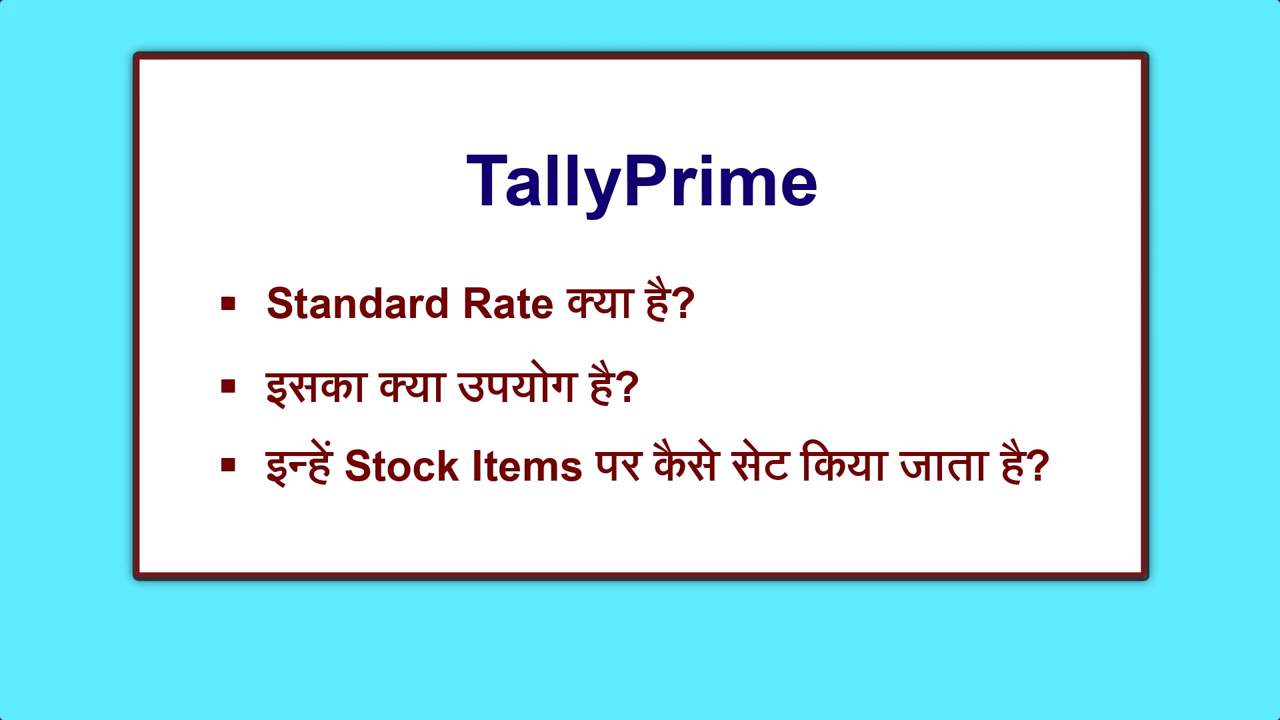 TallyPrime
▪ Standard Rate क्या है?
▪ इसका क्या उपयोग है?
▪ इन्हें Stock Items पर कैसे सेट किया जाता है?